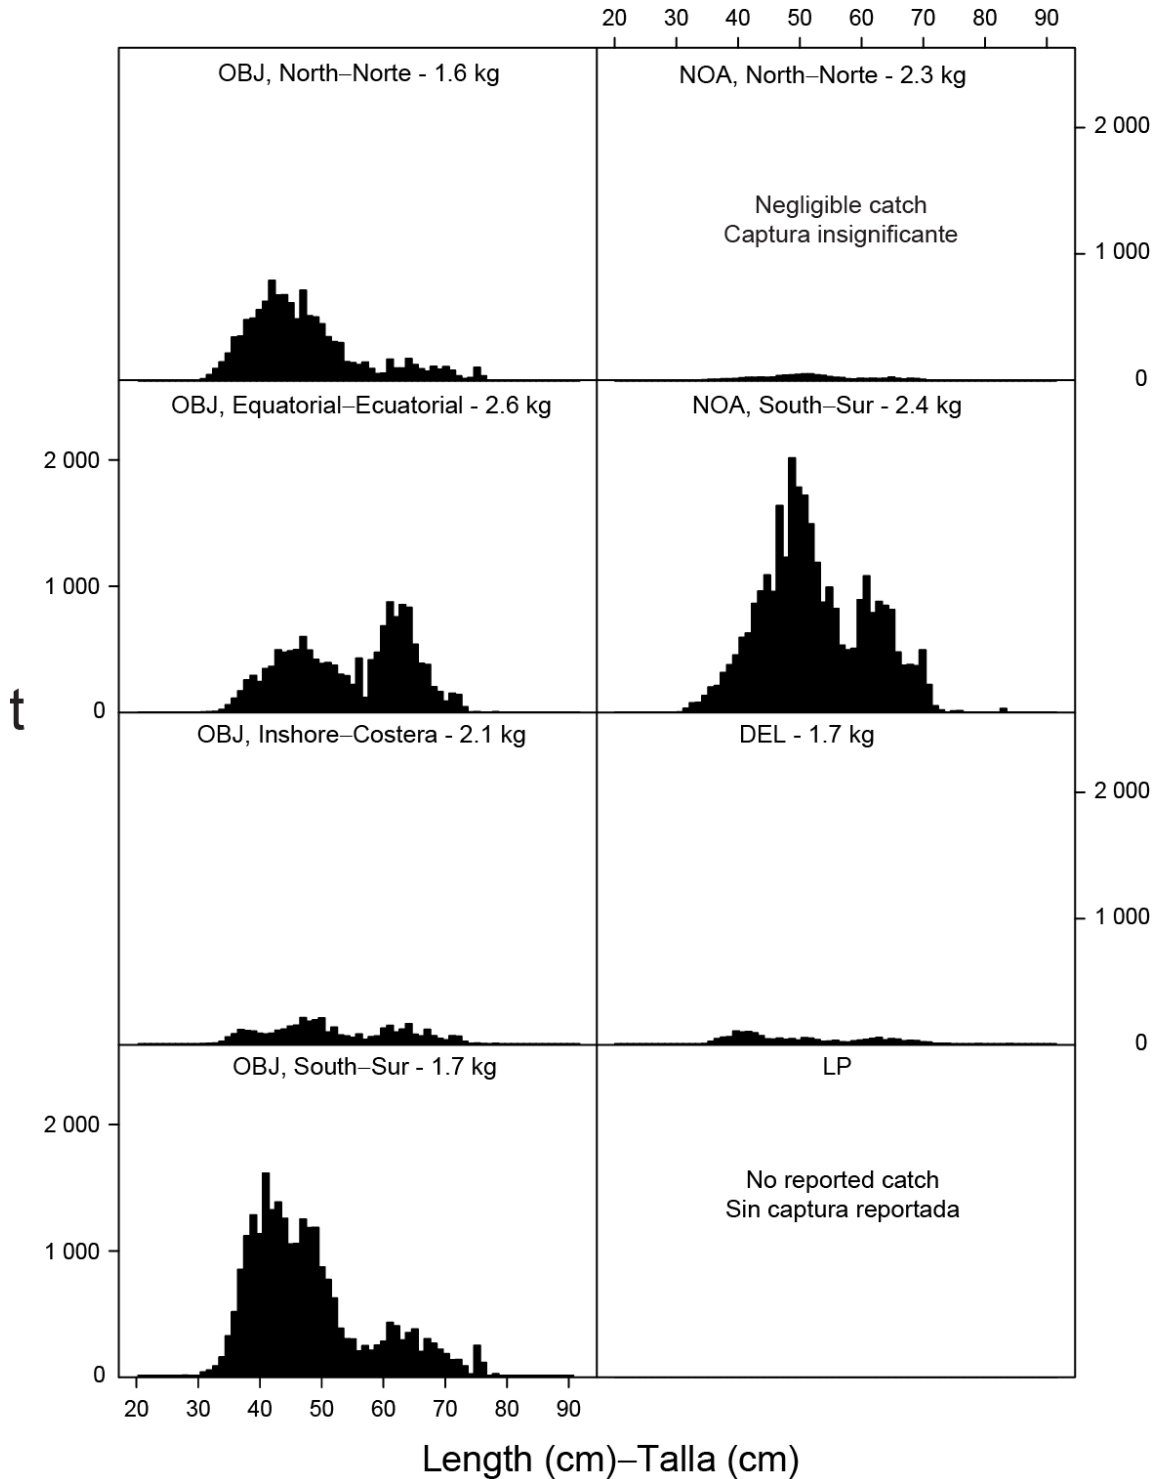 20 30 40 50 60 70 80 90
OBJ, North–Norte - 1.6 kg
NOA, North–Norte - 2.3 kg
2 000
Negligible catch
Captura insignificante
1 000
0
OBJ, Equatorial–Ecuatorial - 2.6 kg
NOA, South–Sur - 2.4 kg
2 000
1 000
0
t
OBJ, Inshore–Costera - 2.1 kg
DEL - 1.7 kg
2 000
1 000
0
OBJ, South–Sur - 1.7 kg
LP
2 000
No reported catch
Sin captura reportada
1 000
0
20 30 40 50 60 70 80 90
Length (cm)–Talla (cm)